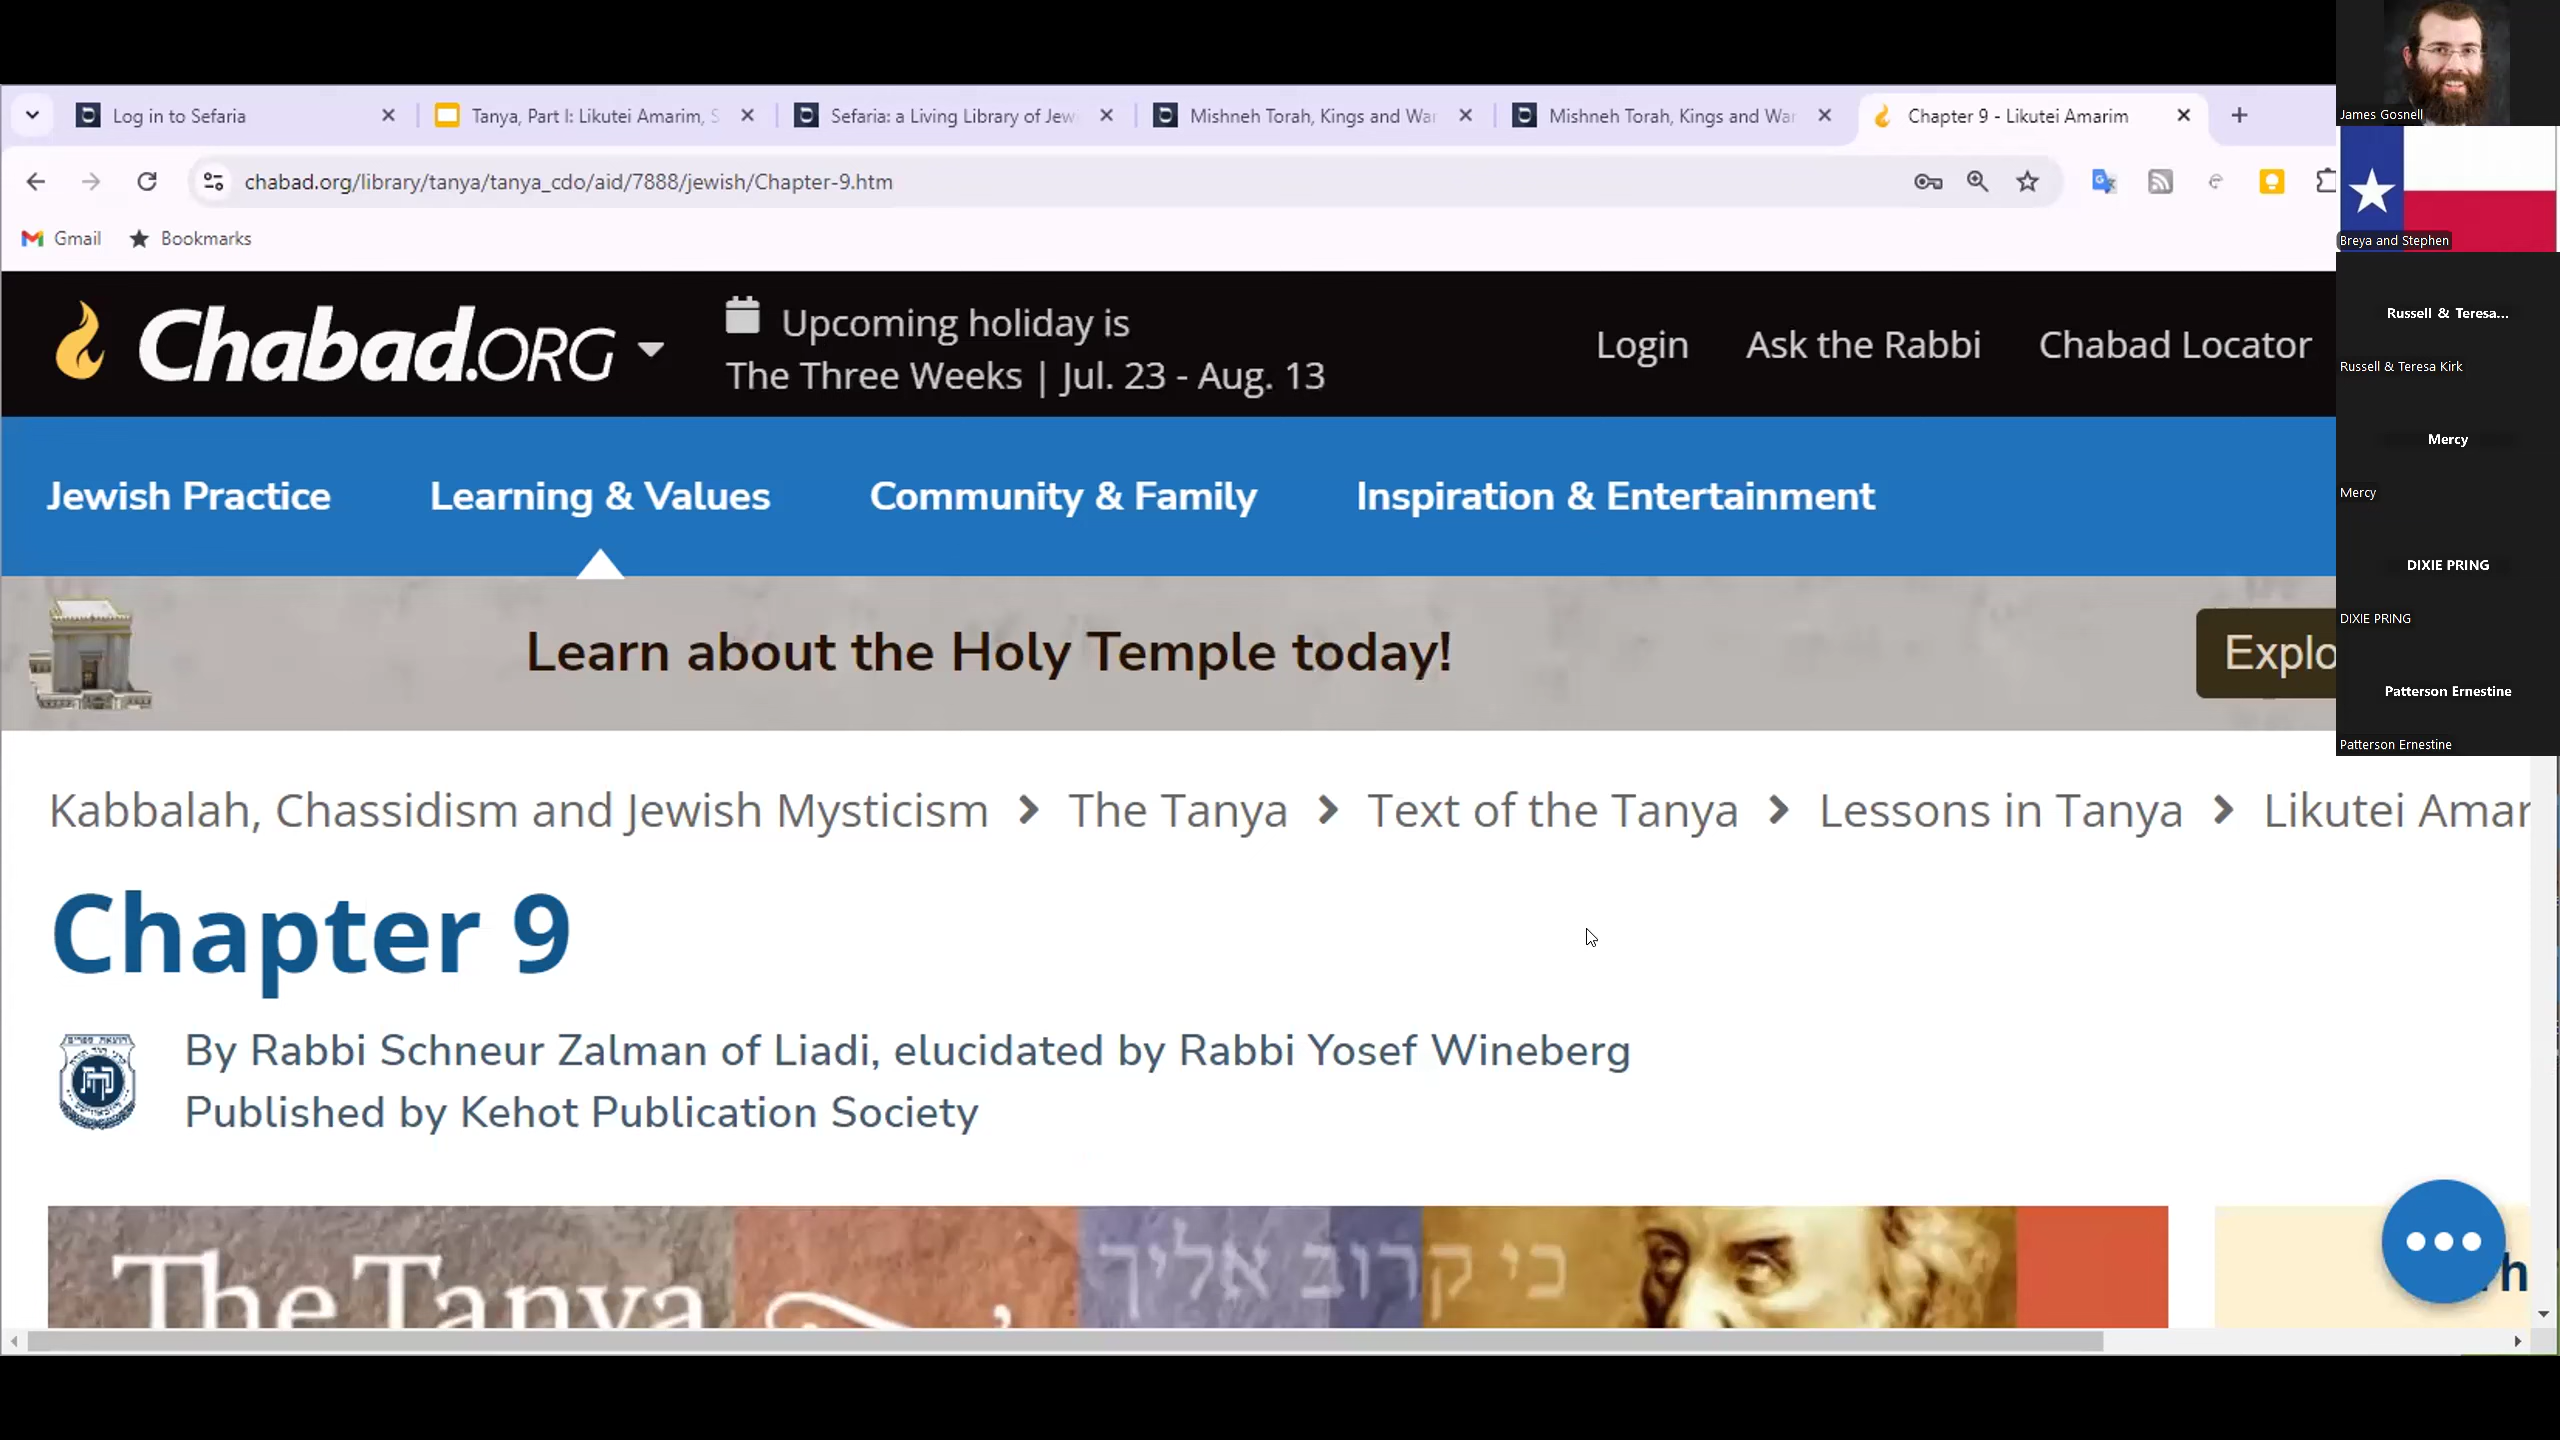 Log in to Sefaria
Tanya, Part I: Likutei Amarim, S
Sefaria: a Living Library of Jew
Mishneh Torah, Kings and War
Mishneh Torah, Kings and War
Chapter 9 - Likutei Amarim
chabad.org/library/tanya/tanya_cdo/aid/7888/jewish/Chapter-9.htm
Gmail
Bookmarks
Chabad.ORG
Upcoming holiday is
The Three Weeks | Jul. 23 - Aug. 13
Login
Ask the Rabbi
Chabad Locator
Jewish Practice
Learning & Values
Community & Family
Inspiration & Entertainment
Learn about the Holy Temple today!
Explo
Kabbalah, Chassidism and Jewish Mysticism > The Tanya > Text of the Tanya > Lessons in Tanya > Likutei Amar
Chapter 9
By Rabbi Schneur Zalman of Liadi, elucidated by Rabbi Yosef Wineberg
Published by Kehot Publication Society
The Tanya
כי קרוב אליך
h
James Gosnell
Breya and Stephen
Russell & Teresa...
Russell & Teresa Kirk
Mercy
Mercy
DIXIE PRING
DIXIE PRING
Patterson Ernestine
Patterson Ernestine